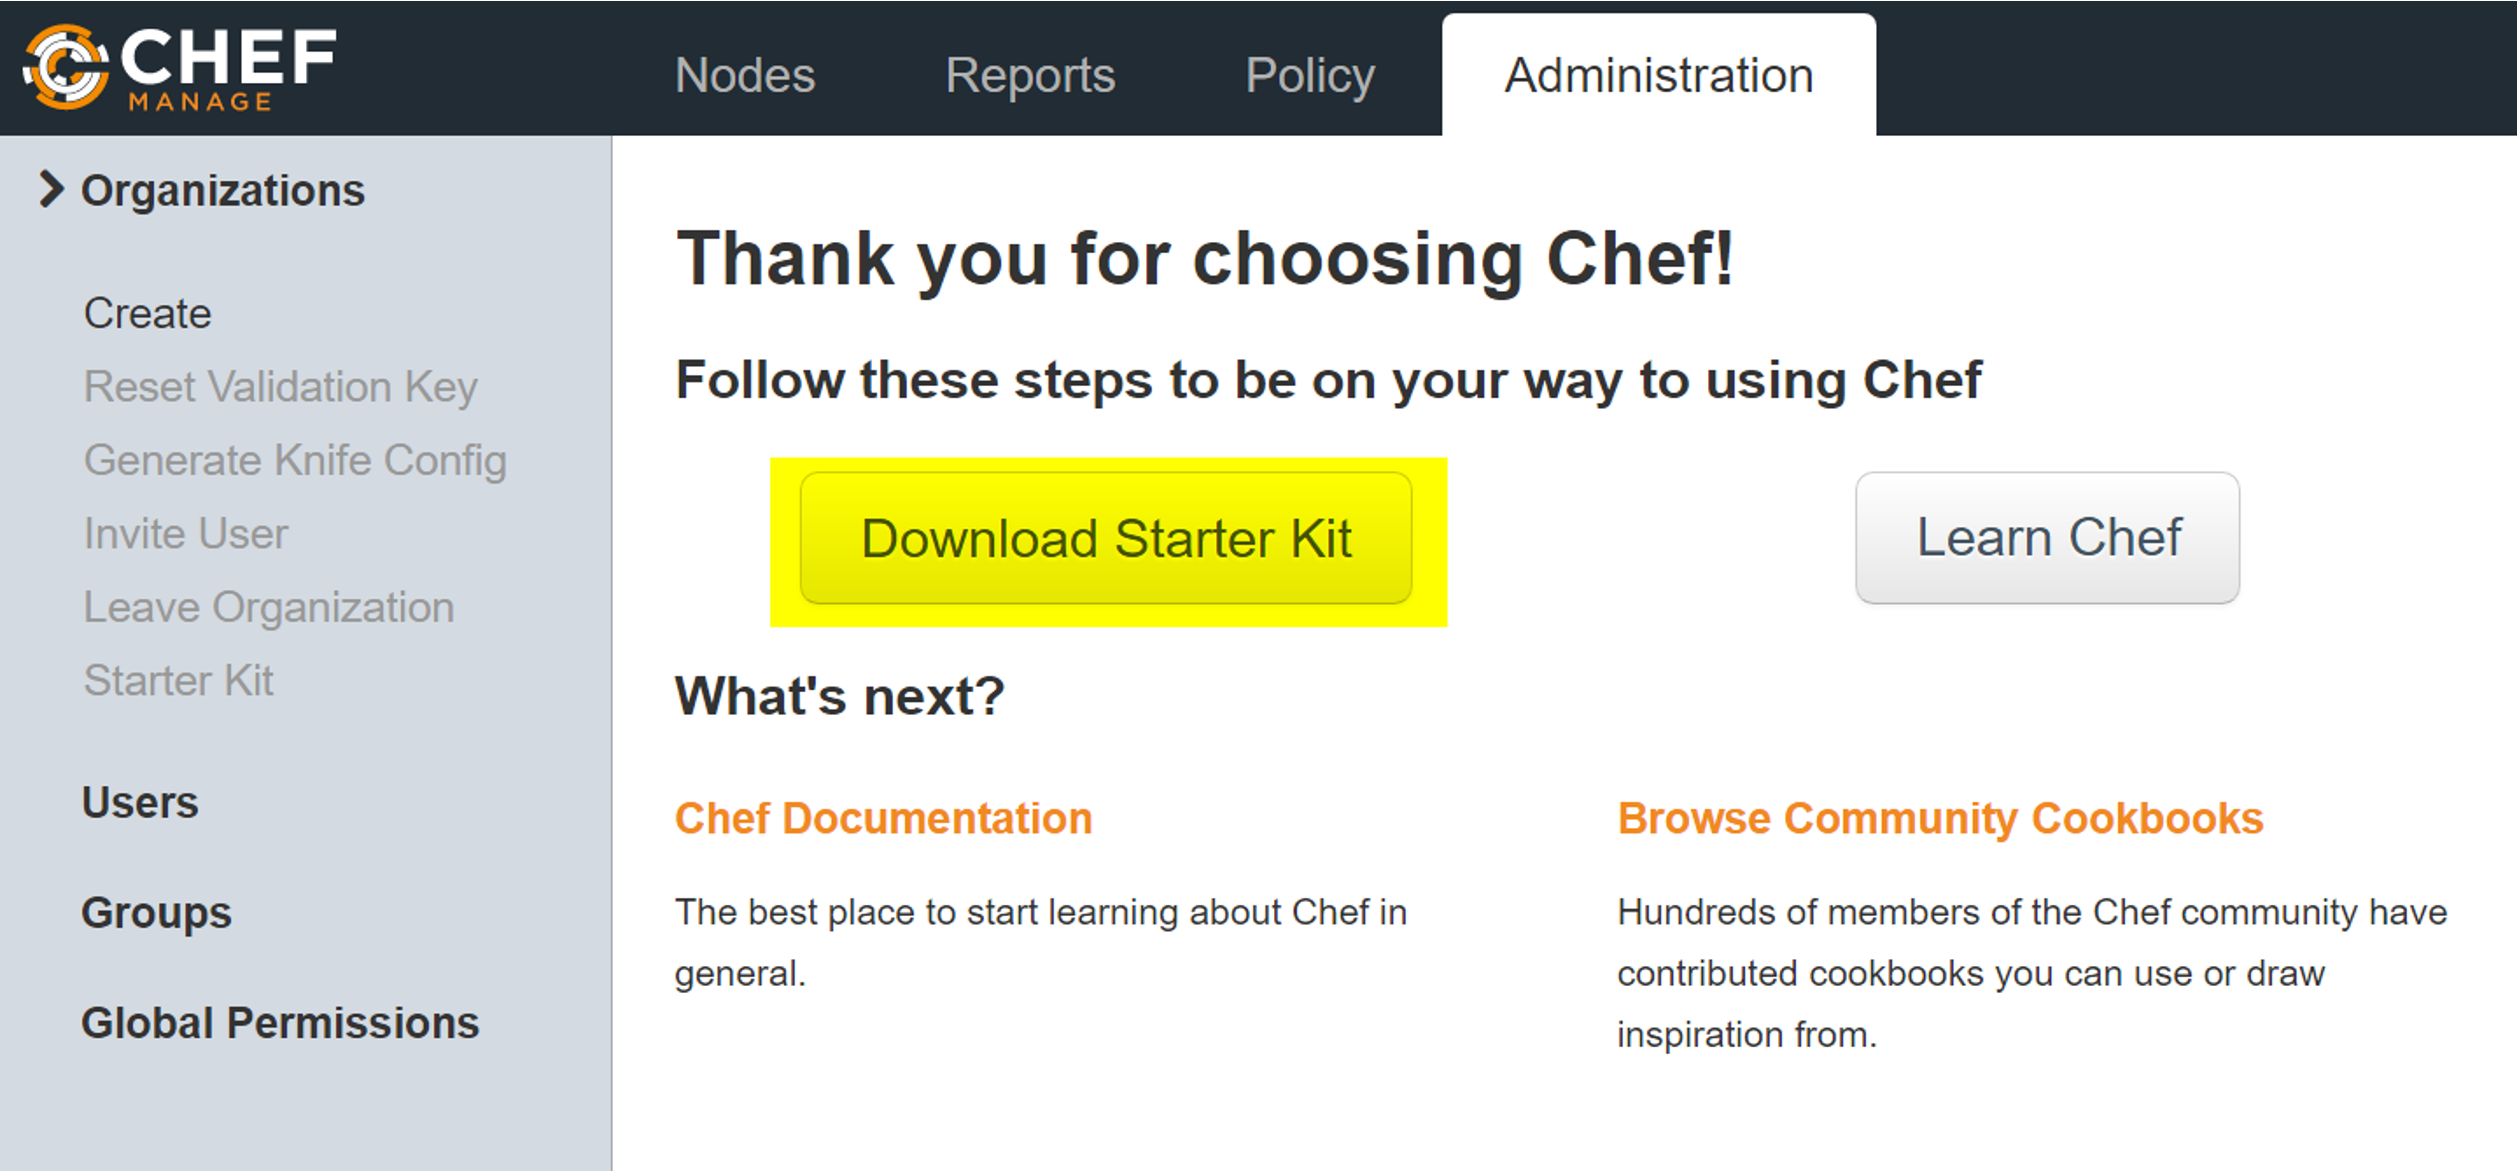 CHEF
MANAGE
Nodes
Reports
Policy
Administration
Organizations
Create
Reset Validation Key
Generate Knife Config
Invite User
Leave Organization
Starter Kit
Users
Groups
Global Permissions
Thank you for choosing Chef!
Follow these steps to be on your way to using Chef
Download Starter Kit
Learn Chef
What's next?
Chef Documentation
The best place to start learning about Chef in
general.
Browse Community Cookbooks
Hundreds of members of the Chef community have
contributed cookbooks you can use or draw
inspiration from.